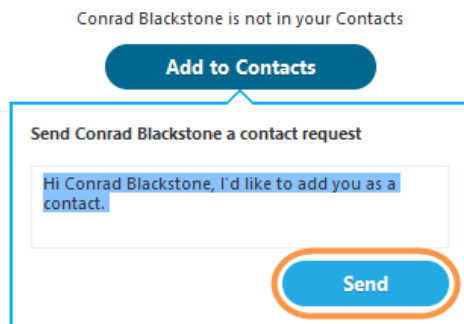 Conrad Blackstone is not in your Contacts
Add to Contacts
Send Conrad Blackstone a contact request
Hi Conrad Blackstone, I'd like to add you as a
contact.
Send